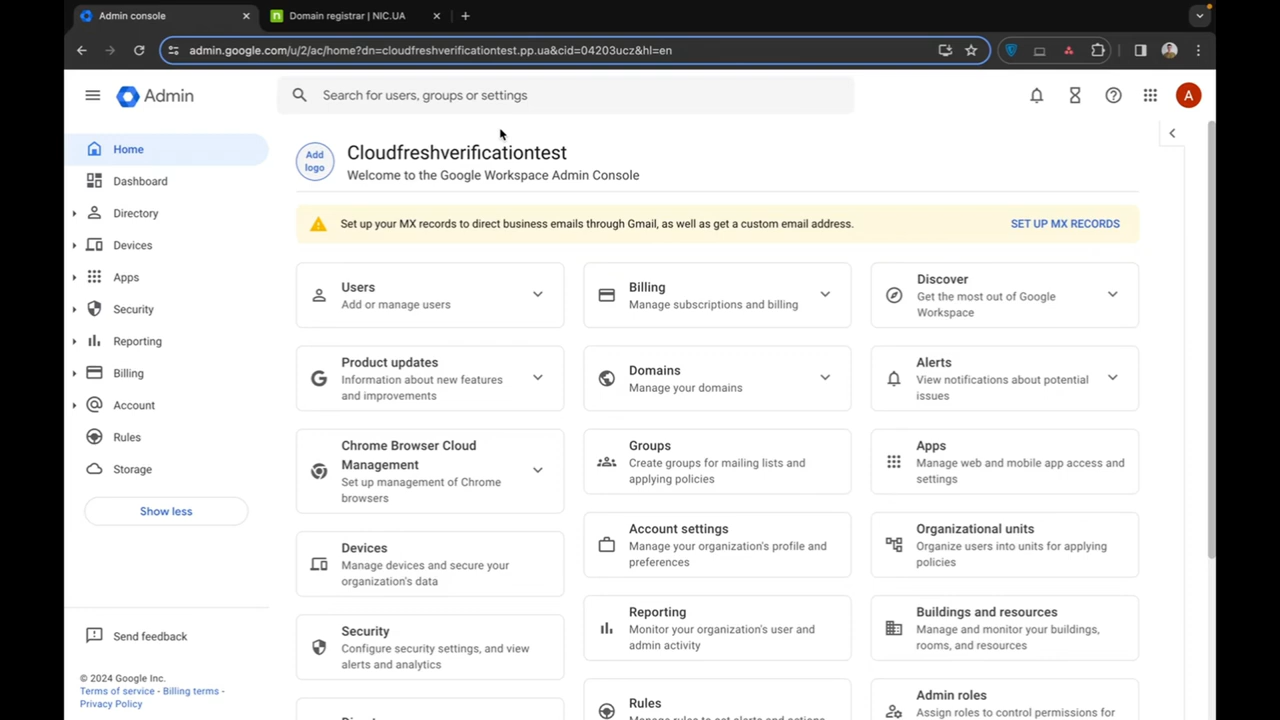 Admin console
Domain registrar | NIC.UA
admin.google.com/u/2/ac/home?dn=cloudfreshverificationtest.pp.ua&cid=04203ucz&hl=en
Admin
Search for users, groups or settings
A
Home
Dashboard
Directory
Devices
Apps
Security
Reporting
Billing
Account
Rules
Storage
Show less
Send feedback
© 2024 Google Inc.
Terms of service - Billing terms -
Privacy Policy
Add
logo
Cloudfreshverificationtest
Welcome to the Google Workspace Admin Console
Set up your MX records to direct business emails through Gmail, as well as get a custom email address.
SET UP MX RECORDS
Users
Add or manage users
Billing
Manage subscriptions and billing
Discover
Get the most out of Google
Workspace
Product updates
Information about new features
and improvements
Domains
Manage your domains
Alerts
View notifications about potential
issues
Chrome Browser Cloud
Management
Set up management of Chrome
browsers
Groups
Create groups for mailing lists and
applying policies
Apps
Manage web and mobile app access and
settings
Devices
Manage devices and secure your
organization's data
Account settings
Manage your organization's profile and
preferences
Organizational units
Organize users into units for applying
policies
Security
Configure security settings, and view
alerts and analytics
Reporting
Monitor your organization's user and
admin activity
Buildings and resources
Manage and monitor your buildings,
rooms, and resources
Rules
Admin roles
Assign roles to control permissions for